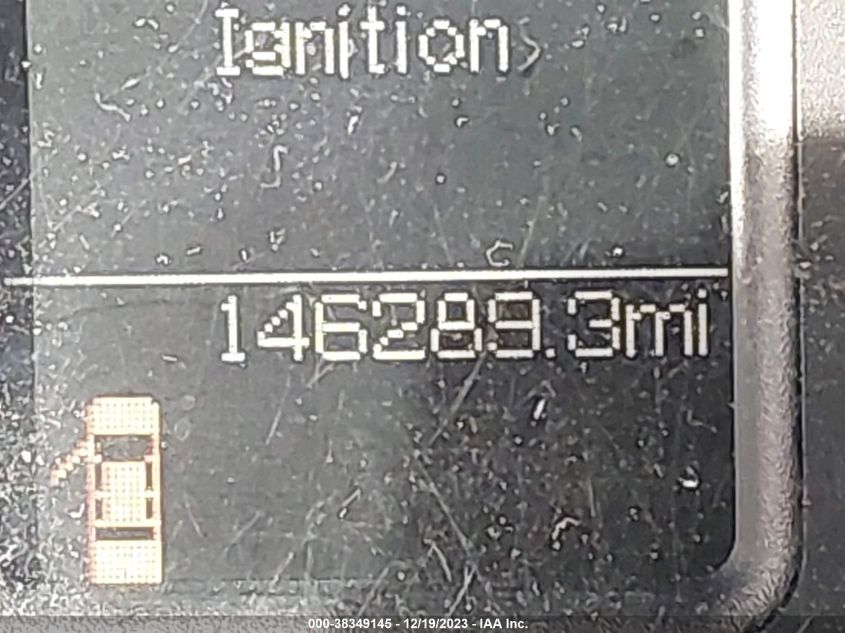 Ignition>
146289.3mi
000-38349145 - 12/19/2023 - IAA Inc.